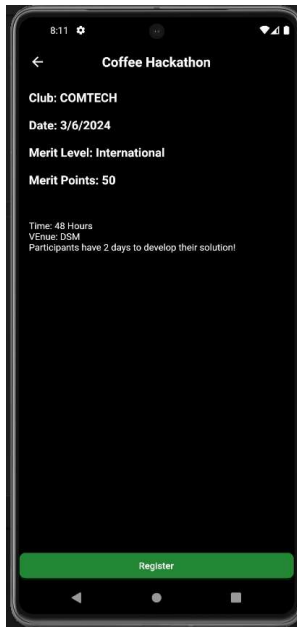 8:11
Coffee Hackathon
Club: COMTECH
Date: 3/6/2024
Merit Level: International
Merit Points: 50
Time: 48 Hours
VEnue: DSM
Participants have 2 days to develop their solution!
Register